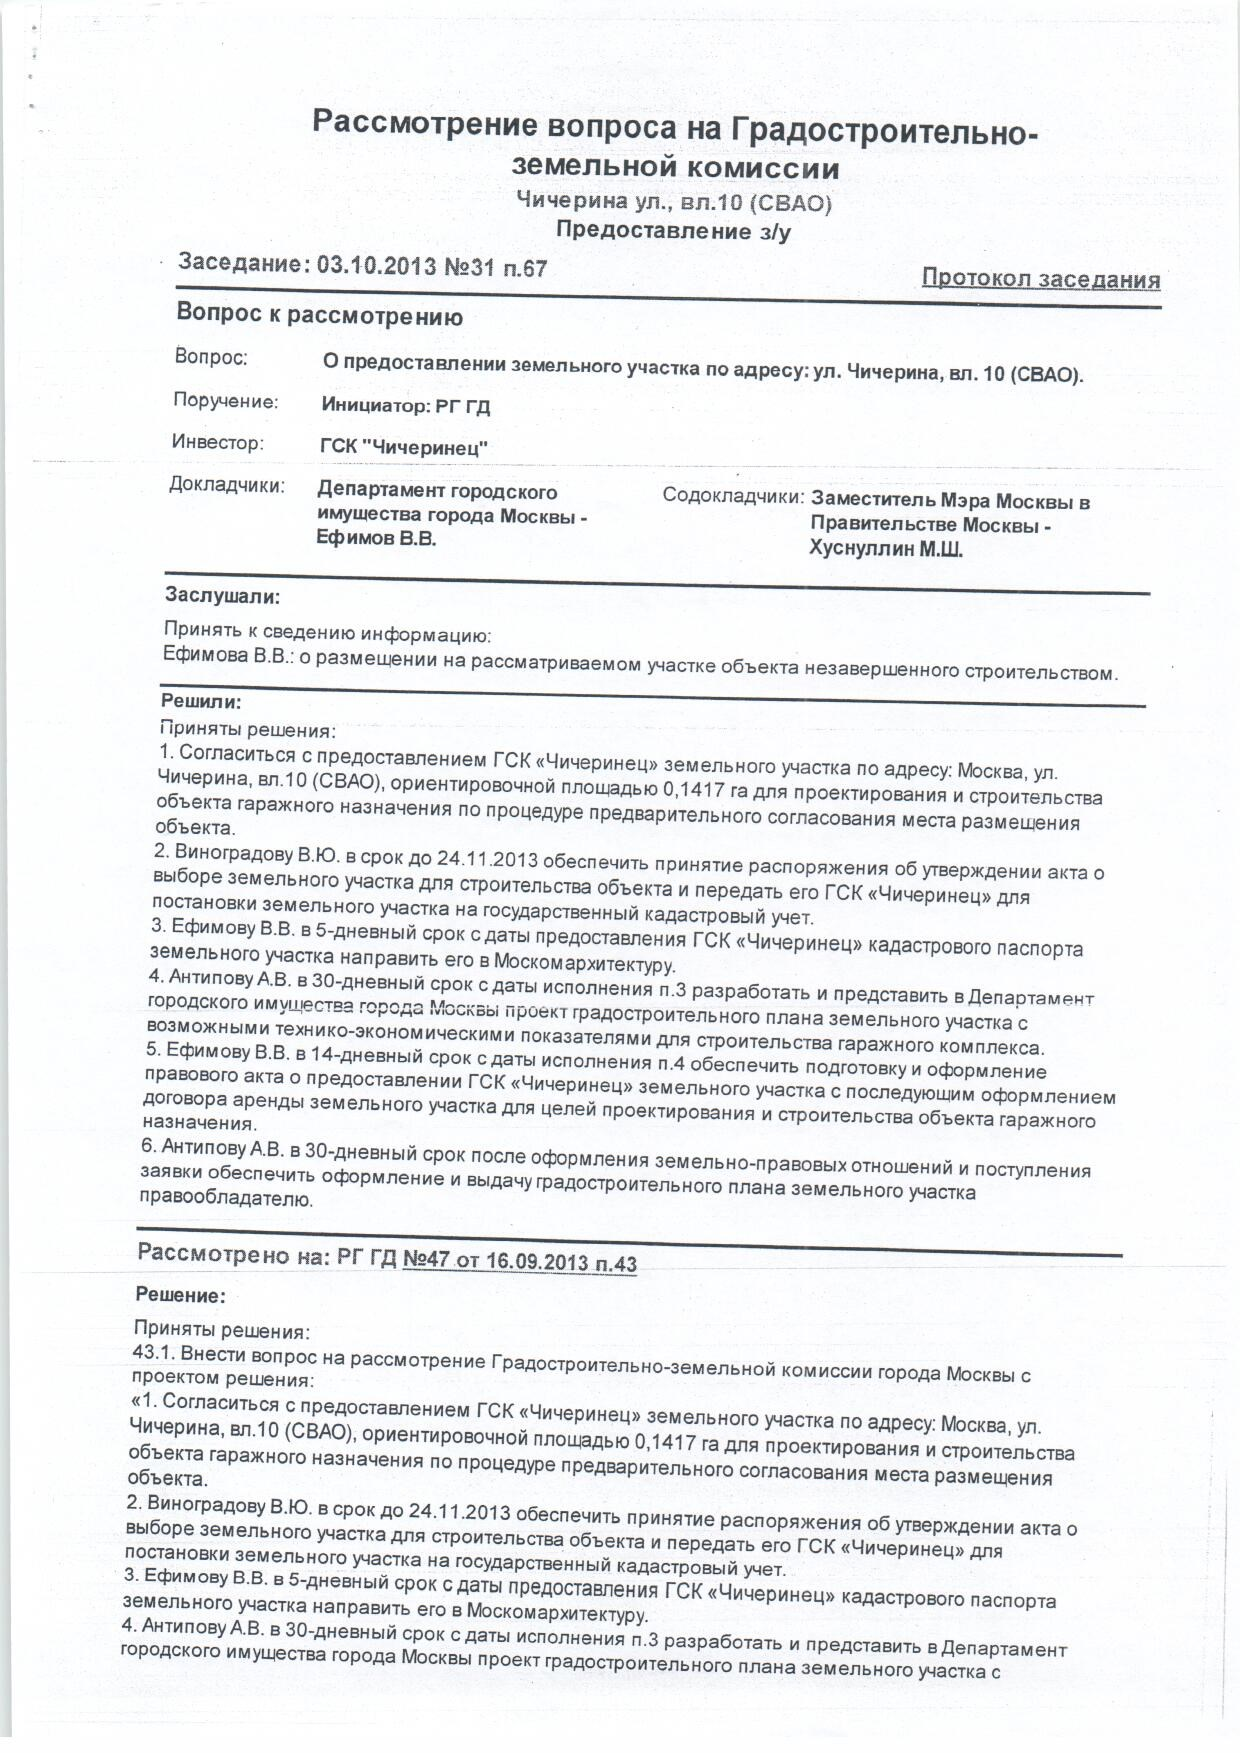 Рассмотрение вопроса на Градостроительно-
земельной комиссии
Чичерина ул., вл.10 (СВАО)
Предоставление з/у
Заседание: 03.10.2013 №31 п.67
Протокол заседания
Вопрос к рассмотрению
Вопрос: О предоставлении земельного участка по адресу: ул. Чичерина, вл. 10 (СВАО).
Поручение: Инициатор: РГ ГД
Инвестор: ГСК "Чичеринец"
Докладчики: Департамент городского
имущества города Москвы -
Ефимов В.В.
Содокладчики: Заместитель Мэра Москвы в
Правительстве Москвы -
Хуснуллин М.Ш.
Заслушали:
Принять к сведению информацию:
Ефимова В.В.: о размещении на рассматриваемом участке объекта незавершенного строительством.
Решили:
Приняты решения:
1. Согласиться с предоставлением ГСК «Чичеринец» земельного участка по адресу: Москва, ул.
Чичерина, вл.10 (СВАО), ориентировочной площадью 0,1417 га для проектирования и строительства
объекта гаражного назначения по процедуре предварительного согласования места размещения
объекта.
2. Виноградову В.Ю. в срок до 24.11.2013 обеспечить принятие распоряжения об утверждении акта о
выборе земельного участка для строительства объекта и передать его ГСК «Чичеринец» для
постановки земельного участка на государственный кадастровый учет.
3. Ефимову В.В. в 5-дневный срок с даты предоставления ГСК «Чичеринец» кадастрового паспорта
земельного участка направить его в Москомархитектуру.
4. Антипову А.В. в 30-дневный срок с даты исполнения п.3 разработать и представить в Департамент
городского имущества города Москвы проект градостроительного плана земельного участка с
возможными технико-экономическими показателями для строительства гаражного комплекса.
5. Ефимову В.В. в 14-дневный срок с даты исполнения п.4 обеспечить подготовку и оформление
правового акта о предоставлении ГСК «Чичеринец» земельного участка с последующим оформлением
договора аренды земельного участка для целей проектирования и строительства объекта гаражного
назначения.
6. Антипову А.В. в 30-дневный срок после оформления земельно-правовых отношений и поступления
заявки обеспечить оформление и выдачу градостроительного плана земельного участка
правообладателю.
Рассмотрено на: РГ ГД №47 от 16.09.2013 п.43
Решение:
Приняты решения:
43.1. Внести вопрос на рассмотрение Градостроительно-земельной комиссии города Москвы с
проектом решения:
«1. Согласиться с предоставлением ГСК «Чичеринец» земельного участка по адресу: Москва, ул.
Чичерина, вл.10 (СВАО), ориентировочной площадью 0,1417 га для проектирования и строительства
объекта гаражного назначения по процедуре предварительного согласования места размещения
объекта.
2. Виноградову В.Ю. в срок до 24.11.2013 обеспечить принятие распоряжения об утверждении акта о
выборе земельного участка для строительства объекта и передать его ГСК «Чичеринец» для
постановки земельного участка на государственный кадастровый учет.
3. Ефимову В.В. в 5-дневный срок с даты предоставления ГСК «Чичеринец» кадастрового паспорта
земельного участка направить его в Москомархитектуру.
4. Антипову А.В. в 30-дневный срок с даты исполнения п.3 разработать и представить в Департамент
городского имущества города Москвы проект градостроительного плана земельного участка с